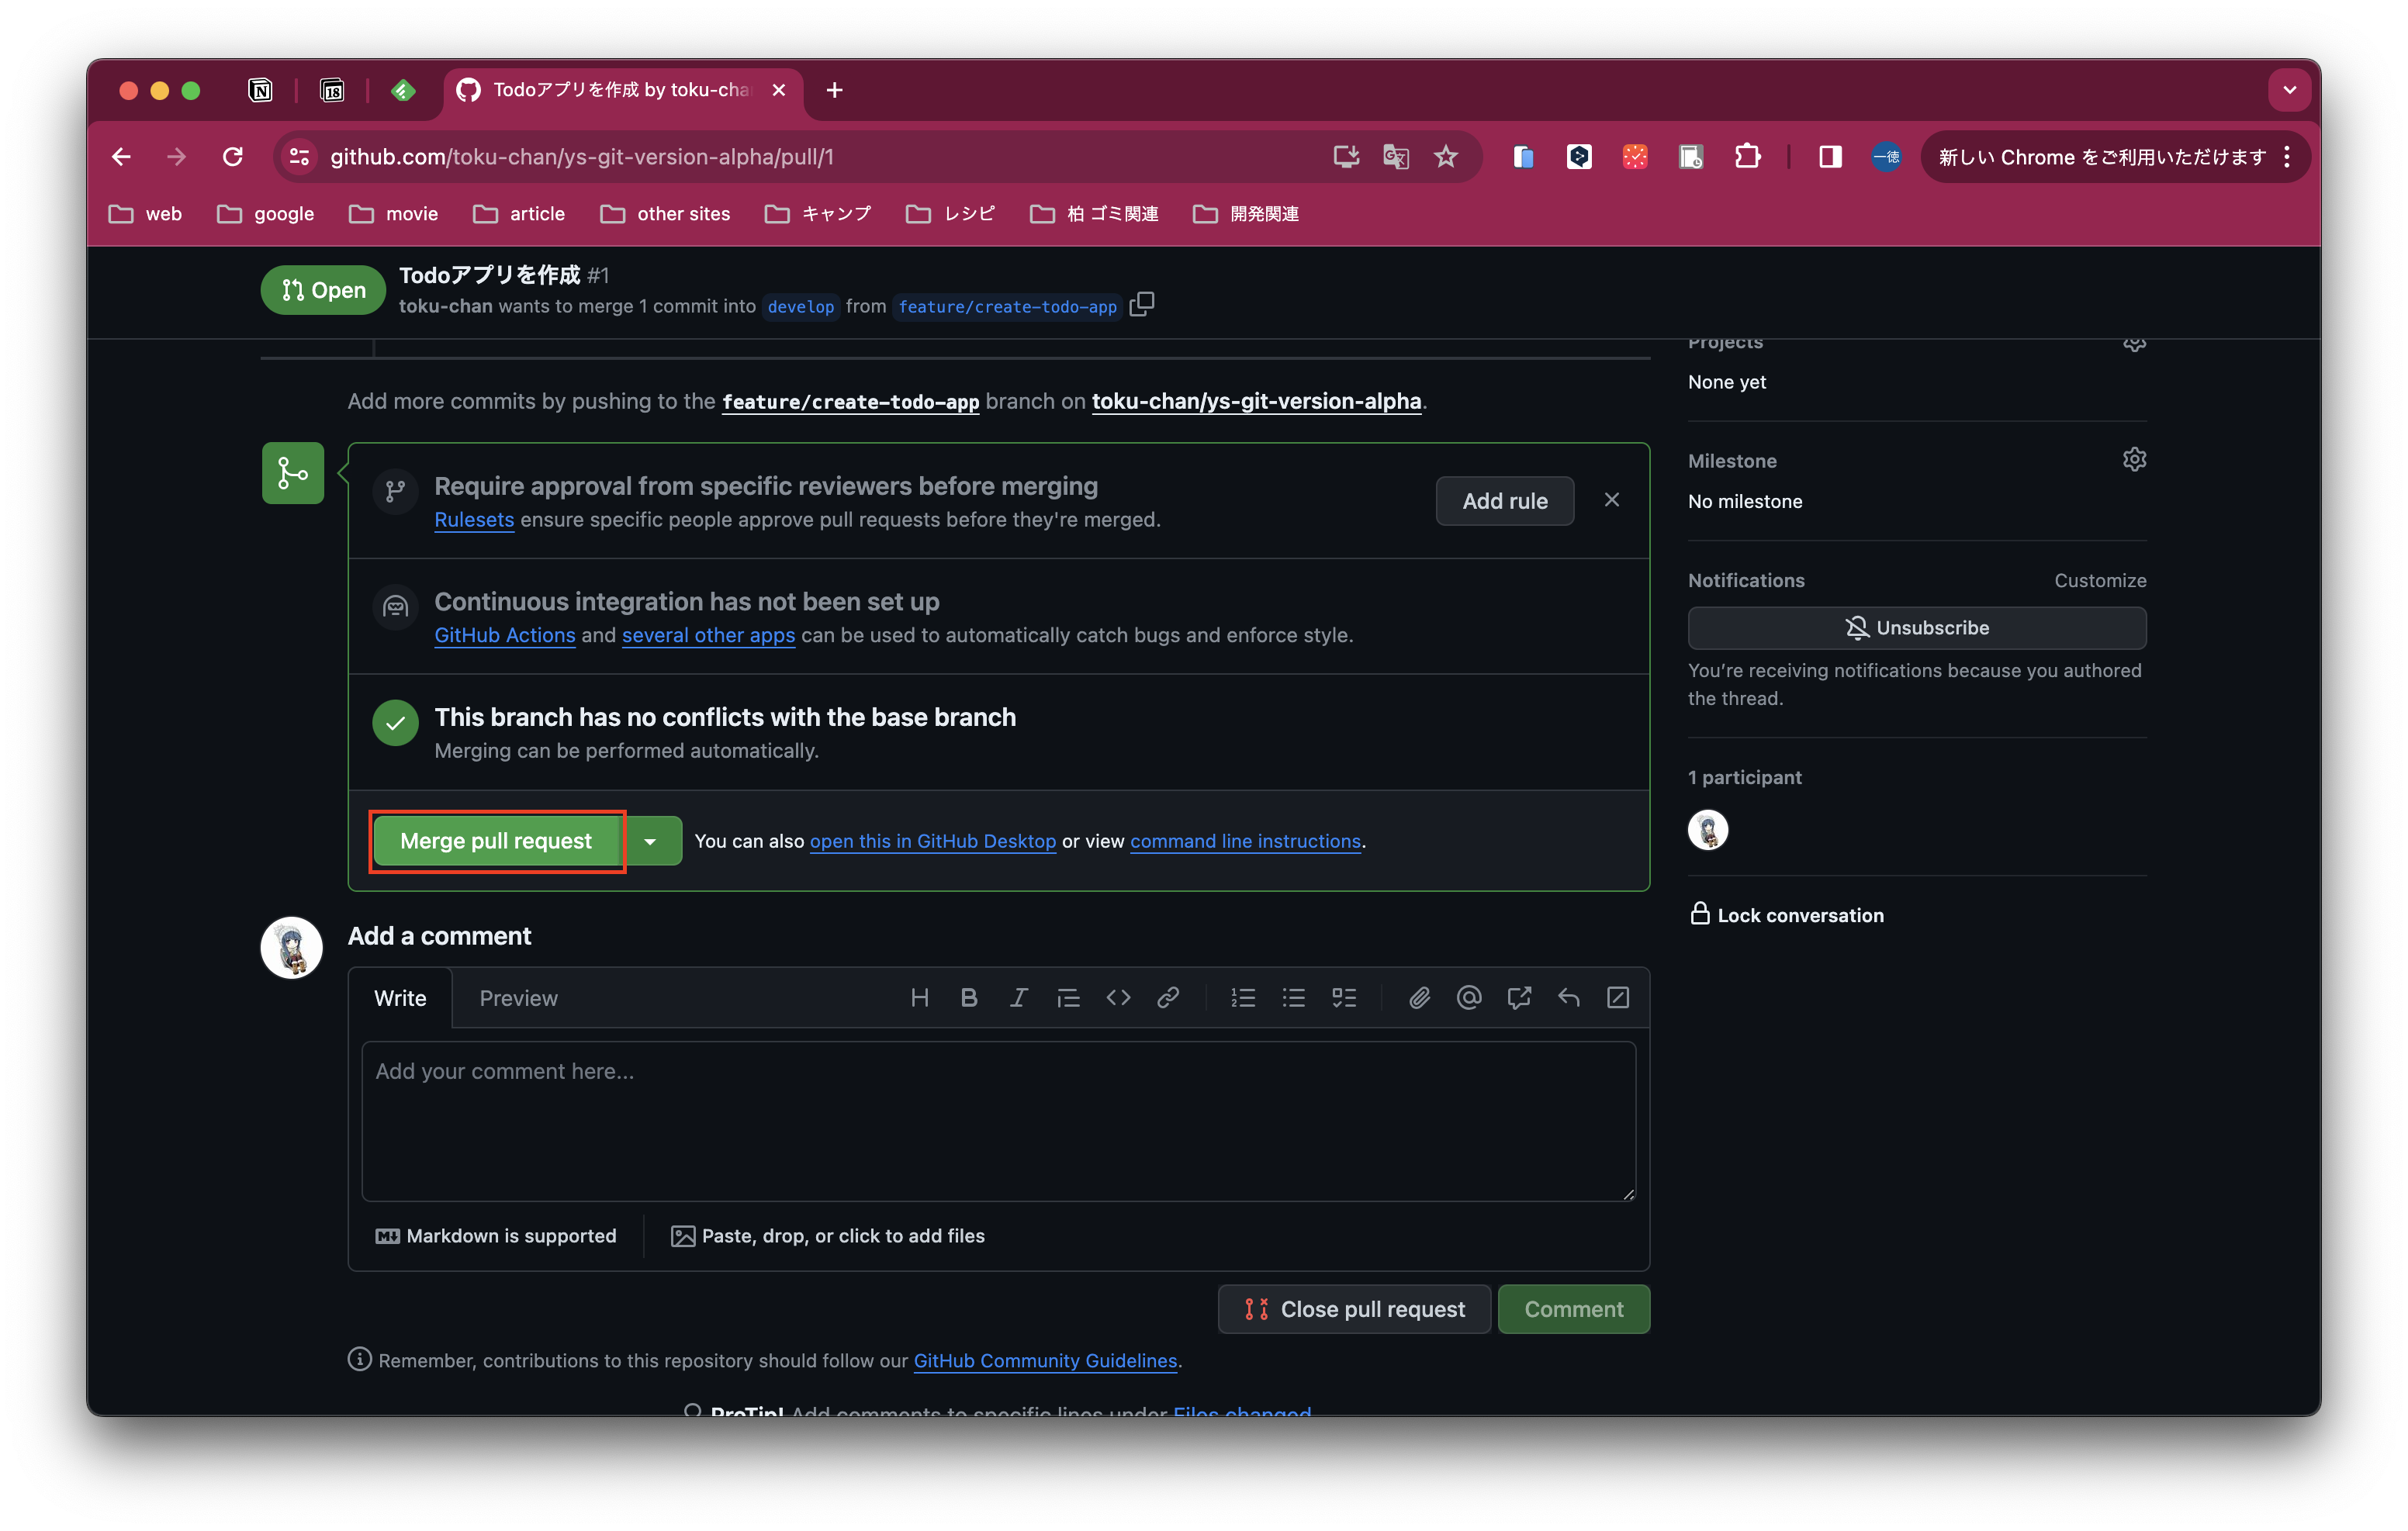 Todoアプリを作成 by toku-cha
github.com/toku-chan/ys-git-version-alpha/pull/1
一徳
新しい Chrome をご利用いただけます
web
google
movie
article
other sites
キャンプ
レシピ
柏 ゴミ関連
開発関連
Open
Todoアプリを作成 #1
toku-chan wants to merge 1 commit into develop from feature/create-todo-app
Projects
None yet
Add more commits by pushing to the feature/create-todo-app branch on toku-chan/ys-git-version-alpha.
Require approval from specific reviewers before merging
Rulesets ensure specific people approve pull requests before they're merged.
Add rule
Milestone
No milestone
Continuous integration has not been set up
GitHub Actions and several other apps can be used to automatically catch bugs and enforce style.
Notifications
Customize
Unsubscribe
You're receiving notifications because you authored
the thread.
This branch has no conflicts with the base branch
Merging can be performed automatically.
1 participant
Merge pull request
You can also open this in GitHub Desktop or view command line instructions.
Lock conversation
Add a comment
Write
Preview
Add your comment here...
Markdown is supported
Paste, drop, or click to add files
Close pull request
Comment
Remember, contributions to this repository should follow our GitHub Community Guidelines.
ProTip! Add comments to specific lines under Files changed